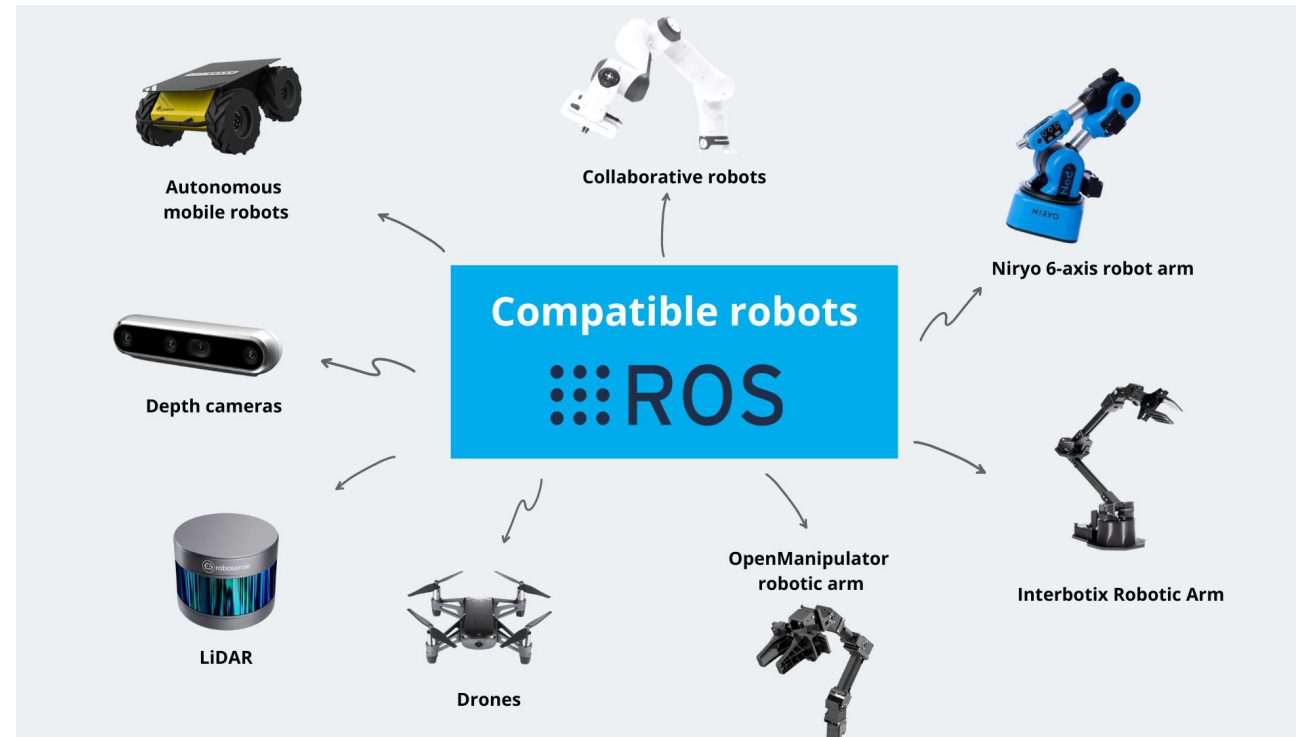 Autonomous
mobile robots
Collaborative robots
NIRYO
Ned
Niryo 6-axis robot arm
Compatible robots
ROS
Depth cameras
robosense
LiDAR
Drones
OpenManipulator
robotic arm
Interbotix Robotic Arm